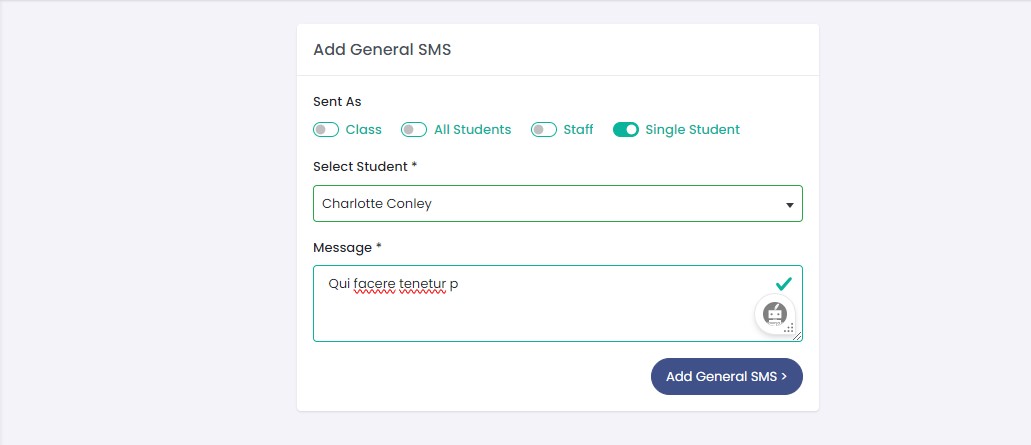 Add General SMS
Sent As
Class All Students Staff Single Student
Select Student *
Charlotte Conley
Message *
Qui facere tenetur p
Add General SMS >